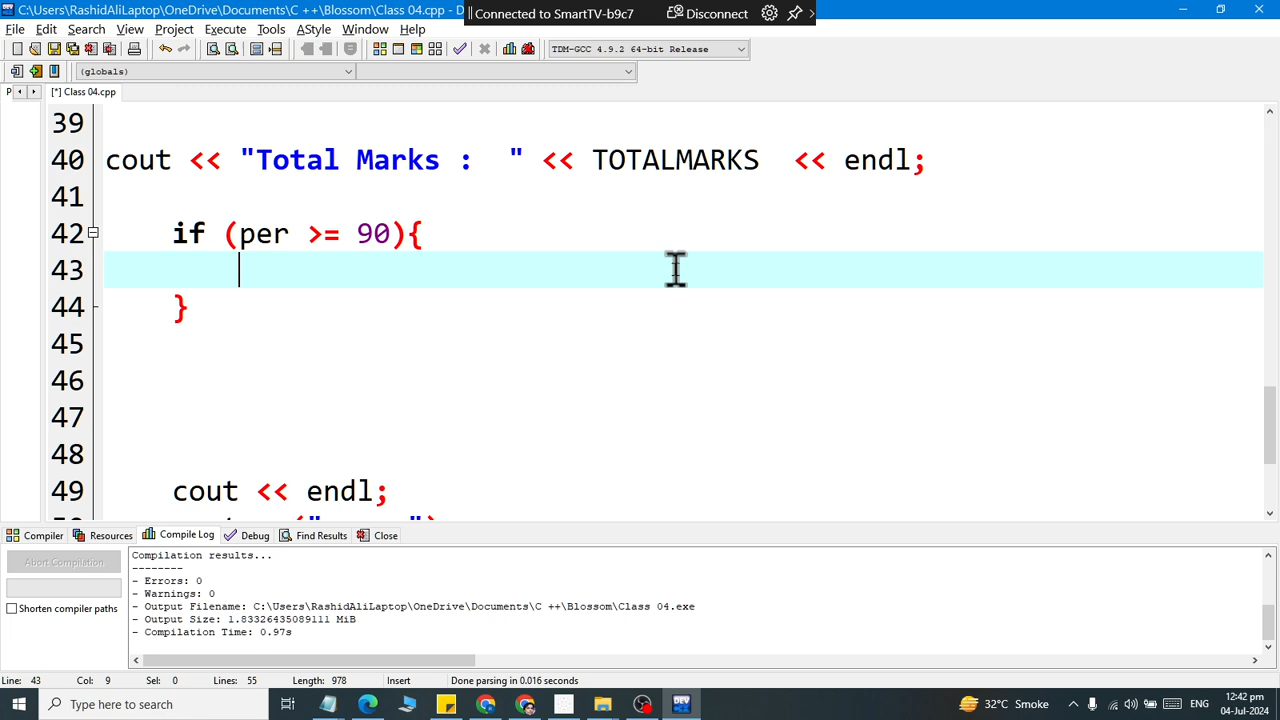 C:\Users\RashidAliLaptop\OneDrive\Documents\C ++\Blossom\Class 04.cpp - D
Connected to SmartTV-b9c7 Disconnect
File Edit Search View Project Execute Tools AStyle Window Help
TDM-GCC 4.9.2 64-bit Release
(globals)
P [*] Class 04.cpp
39
40 cout << "Total Marks :  " << TOTALMARKS  << endl;
41
42 if (per >= 90){
43
44 }
45
46
47
48
49 cout << endl;
Compiler Resources Compile Log Debug Find Results Close
Abort Compilation
Shorten compiler paths
Compilation results...
--------
- Errors: 0
- Warnings: 0
- Output Filename: C:\Users\RashidAliLaptop\OneDrive\Documents\C ++\Blossom\Class 04.exe
- Output Size: 1.83326435089111 MiB
- Compilation Time: 0.97s
Line: 43 Col: 9 Sel: 0 Lines: 55 Length: 978 Insert Done parsing in 0.016 seconds
Type here to search
32°C Smoke
ENG
12:42 pm
04-Jul-2024